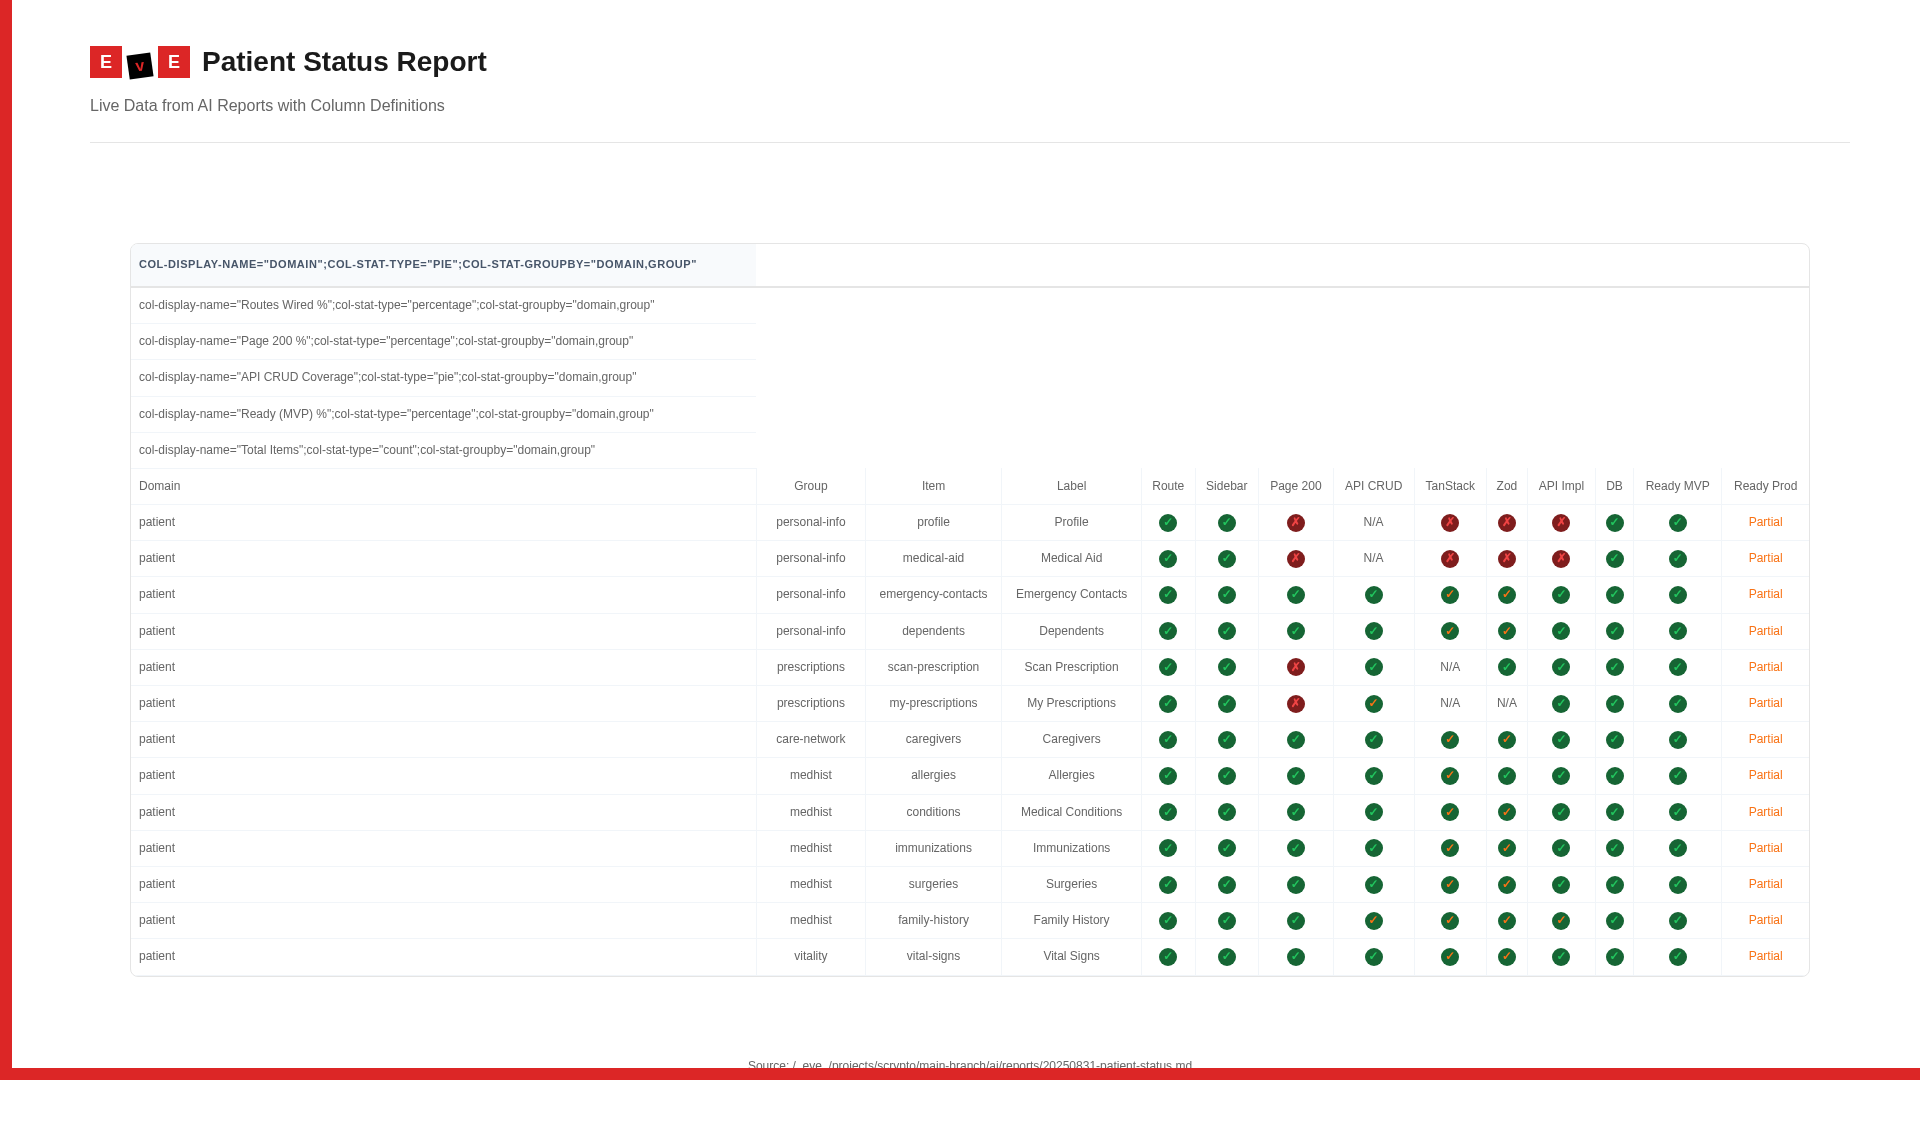 E v E Patient Status Report
Live Data from AI Reports with Column Definitions
COL-DISPLAY-NAME="DOMAIN";COL-STAT-TYPE="PIE";COL-STAT-GROUPBY="DOMAIN,GROUP"
col-display-name="Routes Wired %";col-stat-type="percentage";col-stat-groupby="domain,group"
col-display-name="Page 200 %";col-stat-type="percentage";col-stat-groupby="domain,group"
col-display-name="API CRUD Coverage";col-stat-type="pie";col-stat-groupby="domain,group"
col-display-name="Ready (MVP) %";col-stat-type="percentage";col-stat-groupby="domain,group"
col-display-name="Total Items";col-stat-type="count";col-stat-groupby="domain,group"
Domain Group Item Label Route Sidebar Page 200 API CRUD TanStack Zod API Impl DB Ready MVP Ready Prod
patient personal-info profile Profile ✓ ✓ ✗ N/A ✗ ✗ ✗ ✓ ✓ Partial
patient personal-info medical-aid Medical Aid ✓ ✓ ✗ N/A ✗ ✗ ✗ ✓ ✓ Partial
patient personal-info emergency-contacts Emergency Contacts ✓ ✓ ✓ ✓ ✓ ✓ ✓ ✓ ✓ Partial
patient personal-info dependents Dependents ✓ ✓ ✓ ✓ ✓ ✓ ✓ ✓ ✓ Partial
patient prescriptions scan-prescription Scan Prescription ✓ ✓ ✗ ✓ N/A ✓ ✓ ✓ ✓ Partial
patient prescriptions my-prescriptions My Prescriptions ✓ ✓ ✗ ✓ N/A N/A ✓ ✓ ✓ Partial
patient care-network caregivers Caregivers ✓ ✓ ✓ ✓ ✓ ✓ ✓ ✓ ✓ Partial
patient medhist allergies Allergies ✓ ✓ ✓ ✓ ✓ ✓ ✓ ✓ ✓ Partial
patient medhist conditions Medical Conditions ✓ ✓ ✓ ✓ ✓ ✓ ✓ ✓ ✓ Partial
patient medhist immunizations Immunizations ✓ ✓ ✓ ✓ ✓ ✓ ✓ ✓ ✓ Partial
patient medhist surgeries Surgeries ✓ ✓ ✓ ✓ ✓ ✓ ✓ ✓ ✓ Partial
patient medhist family-history Family History ✓ ✓ ✓ ✓ ✓ ✓ ✓ ✓ ✓ Partial
patient vitality vital-signs Vital Signs ✓ ✓ ✓ ✓ ✓ ✓ ✓ ✓ ✓ Partial
Source: /_eve_/projects/scrypto/main-branch/ai/reports/20250831-patient-status.md